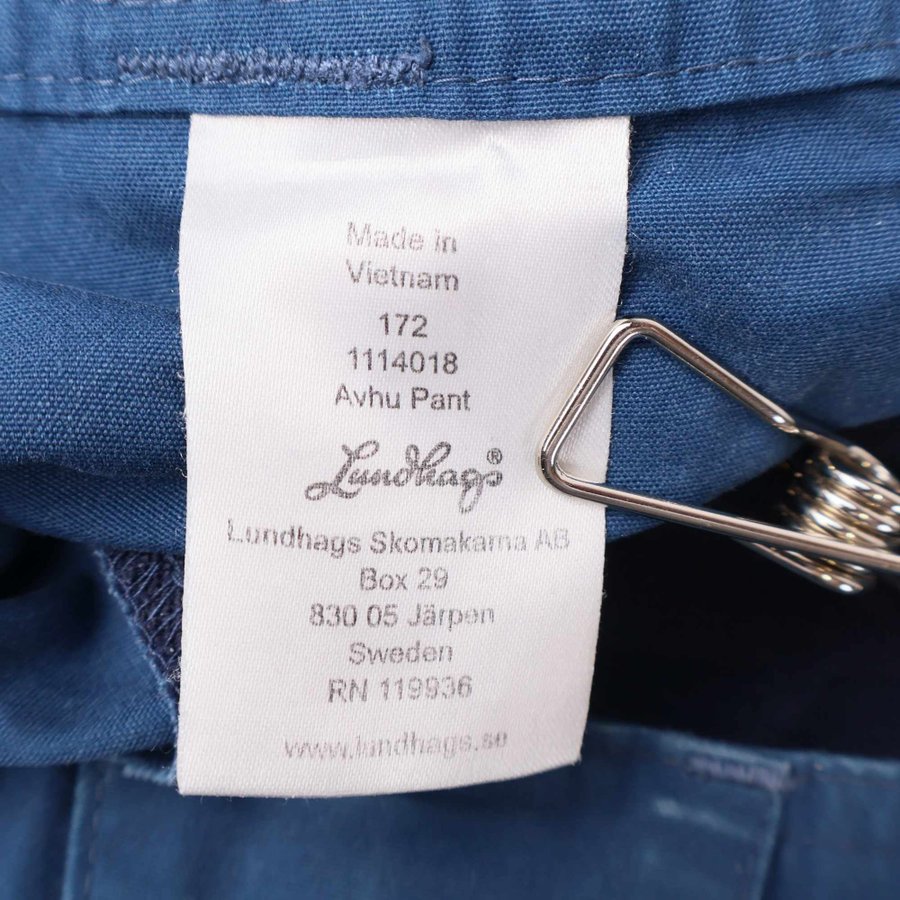 Made in
Vietnam
172
1114018
Avhu Pant
Lundhags®
Lundhags Skomakarna AB
Box 29
830 05 Järpen
Sweden
RN 119936
www.lundhags.se